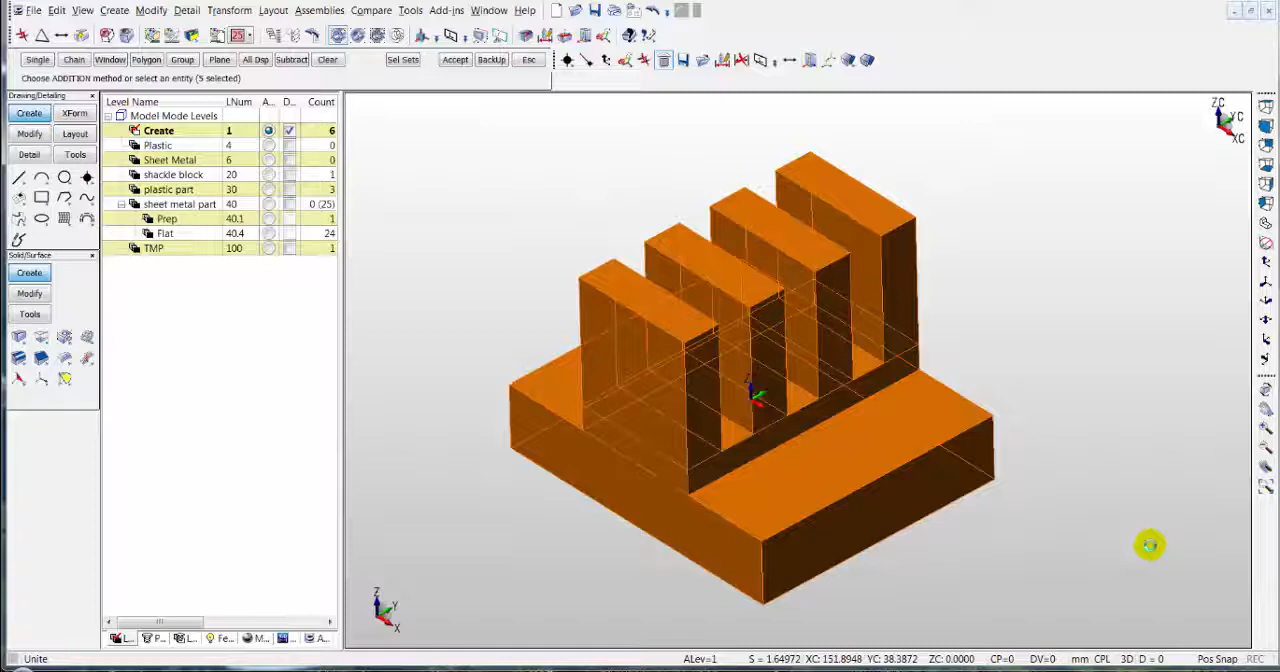 File Edit View Create Modify Detail Transform Layout Assemblies Compare Tools Add-ins Window Help
25
Single Chain Window Polygon Group Plane All Dsp Subtract Clear Sel Sets Accept BackUp Esc
Choose ADDITION method or select an entity (5 selected)
Drawing/Detailing
Create XForm
Modify Layout
Detail Tools
Solid/Surface
Create
Modify
Tools
Level Name LNum A... D... Count
Model Mode Levels
Create 1 6
Plastic 4 0
Sheet Metal 6 0
shackle block 20 1
plastic part 30 3
sheet metal part 40 0 (25)
Prep 40.1 1
Flat 40.4 24
TMP 100 1
ZC
YC
XC
Z
Z
Y
X
L... P... L... Fe... M... ... A...
Unite
ALev=1 S = 1.64972 XC: 151.8948 YC: 38.3872 ZC: 0.0000 CP=0 DV=0 mm CPL 3D D = 0 Pos Snap REC